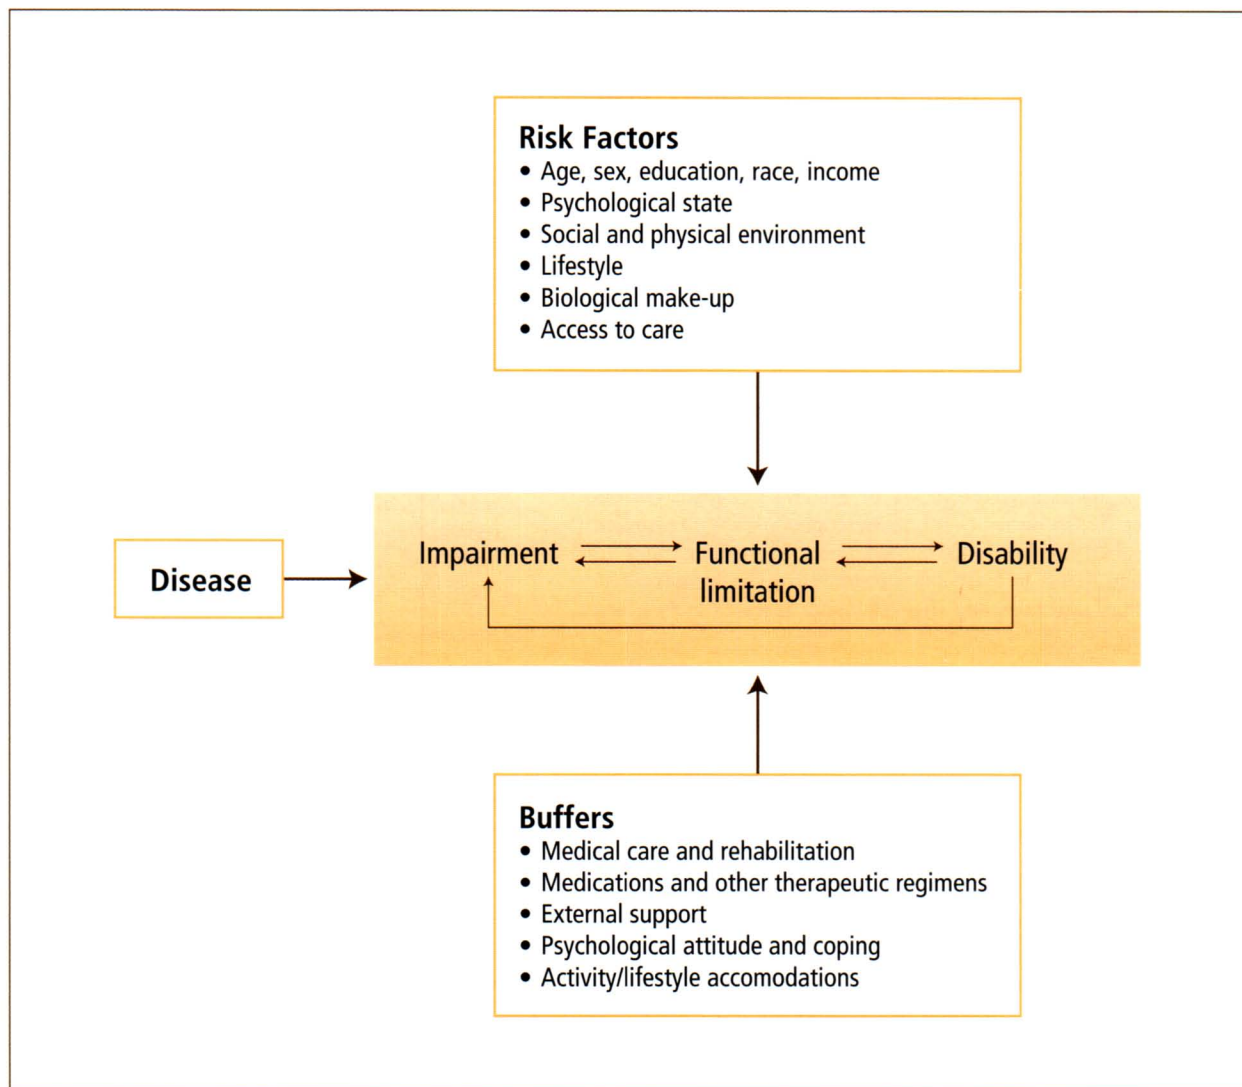 Risk Factors
• Age, sex, education, race, income
• Psychological state
• Social and physical environment
• Lifestyle
• Biological make-up
• Access to care
Disease
Impairment
Functional
limitation
Disability
Buffers
• Medical care and rehabilitation
• Medications and other therapeutic regimens
• External support
• Psychological attitude and coping
• Activity/lifestyle accomodations